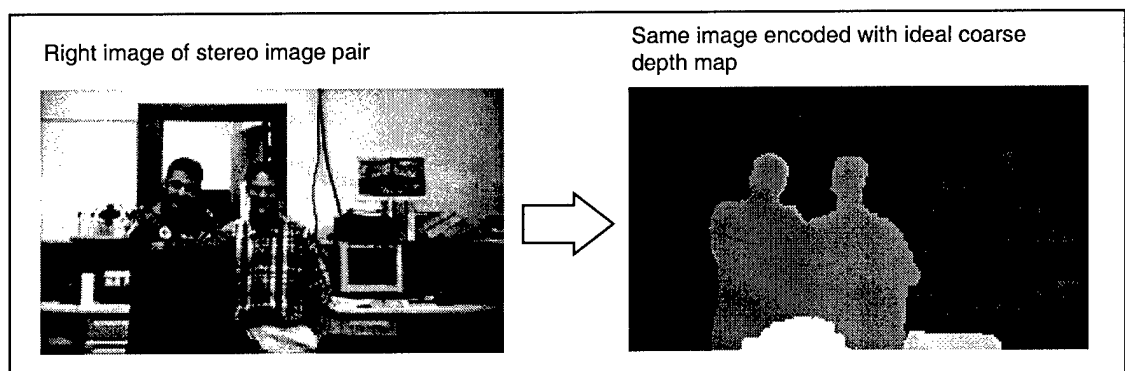 Right image of stereo image pair
Same image encoded with ideal coarse
depth map